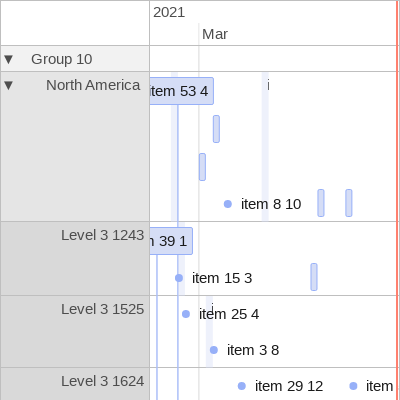 2021
Mar
▼ Group 10
▼ North America
item 53 4
i
item 8 10
Level 3 1243
39 1
item 15 3
Level 3 1525
i
item 25 4
item 3 8
Level 3 1624
item 29 12
item